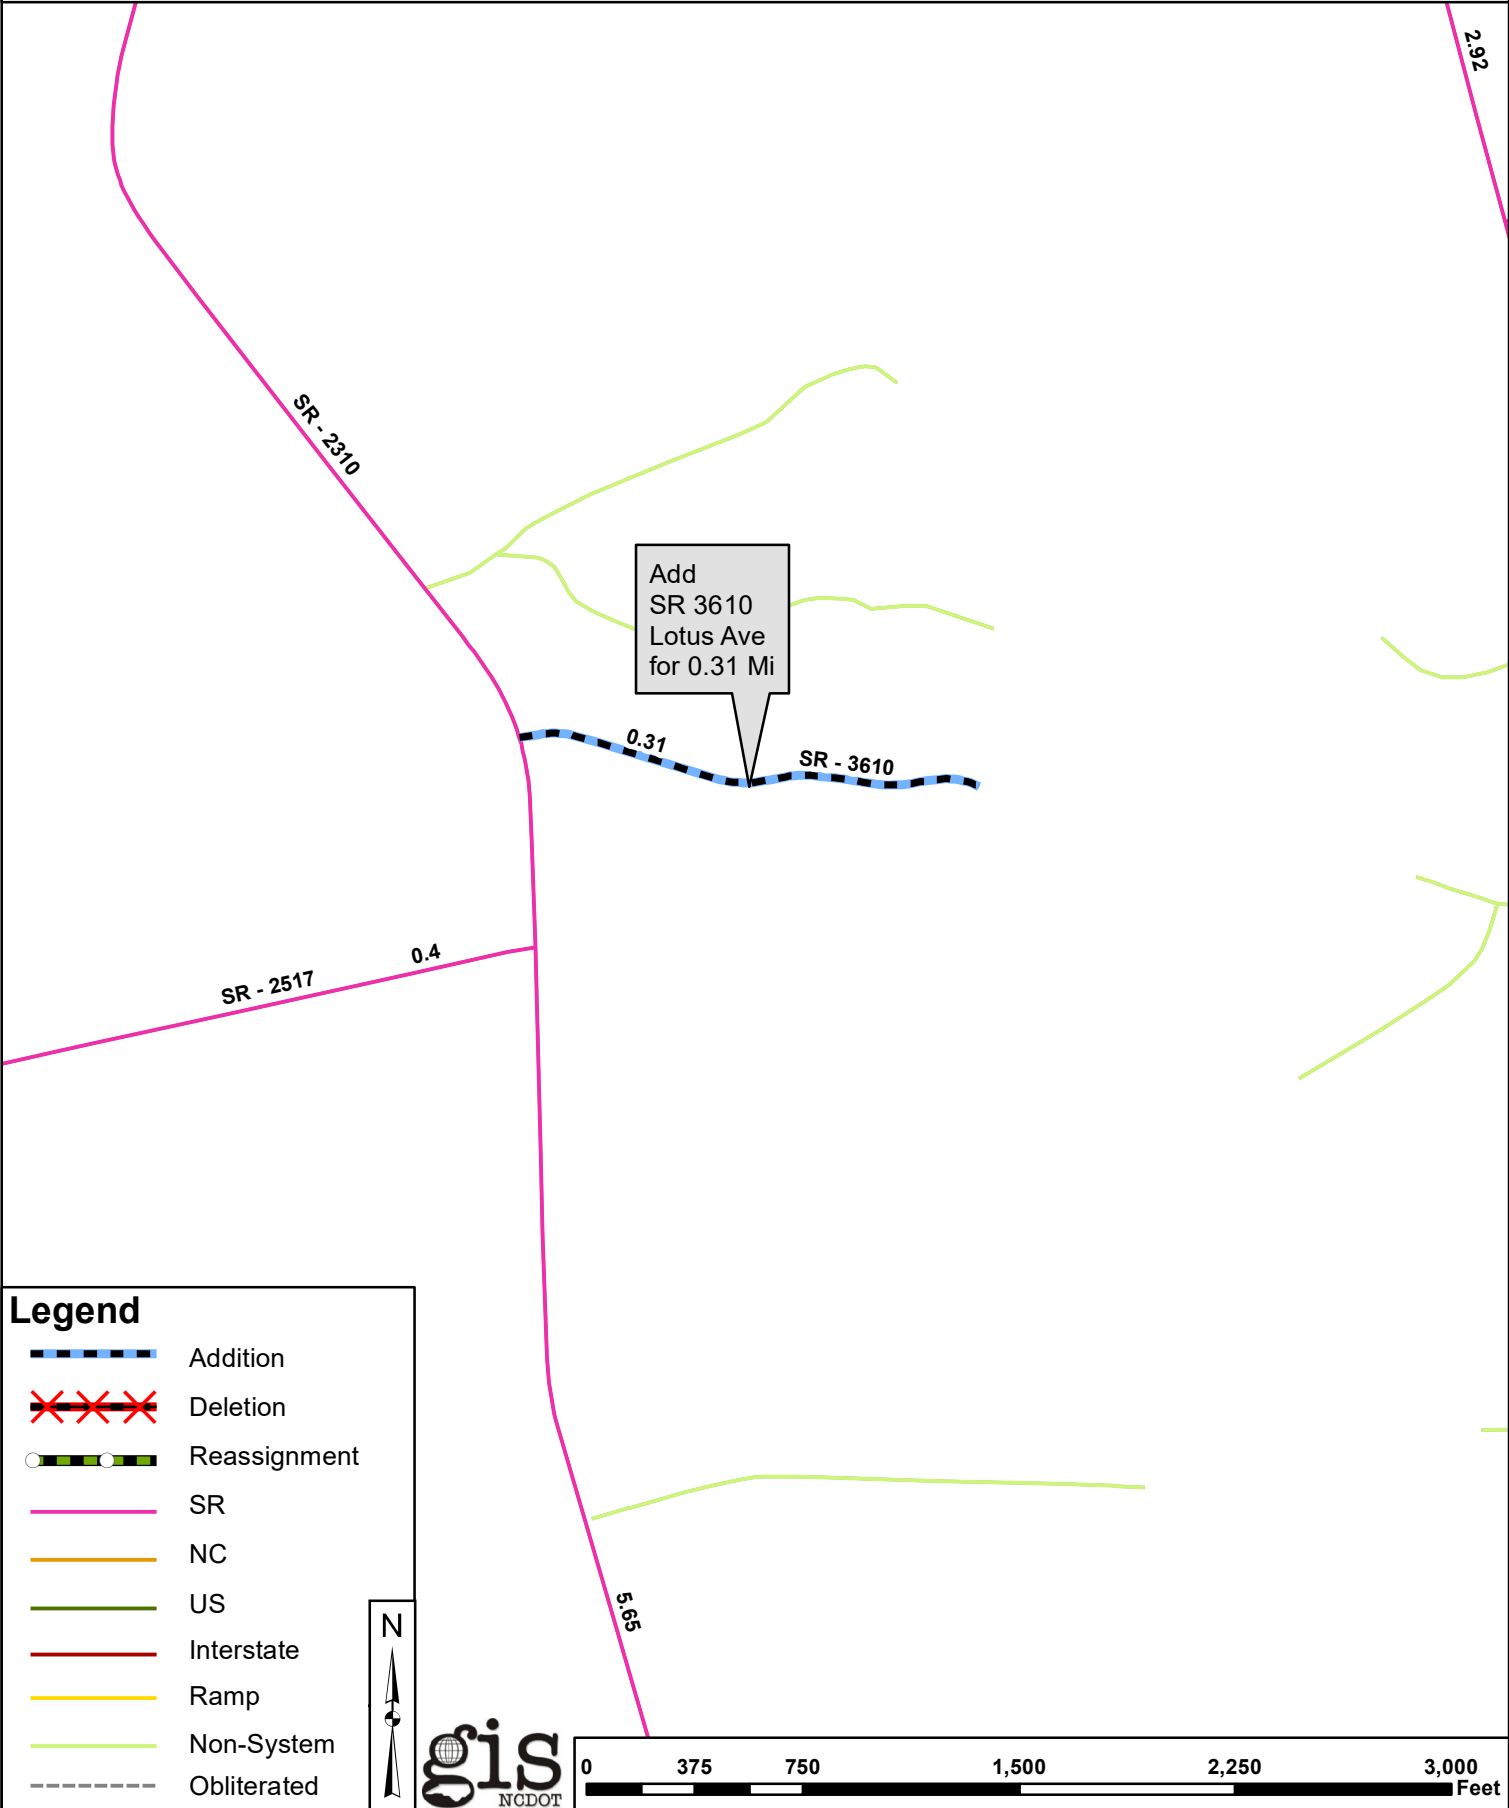 2.92
SR - 2310
Add
SR 3610
Lotus Ave
for 0.31 Mi
0.31
SR - 3610
0.4
SR - 2517
5.65
Legend
Addition
Deletion
Reassignment
SR
NC
US
Interstate
Ramp
Non-System
Obliterated
N
gis
NCDOT
0 375 750 1,500 2,250 3,000
Feet